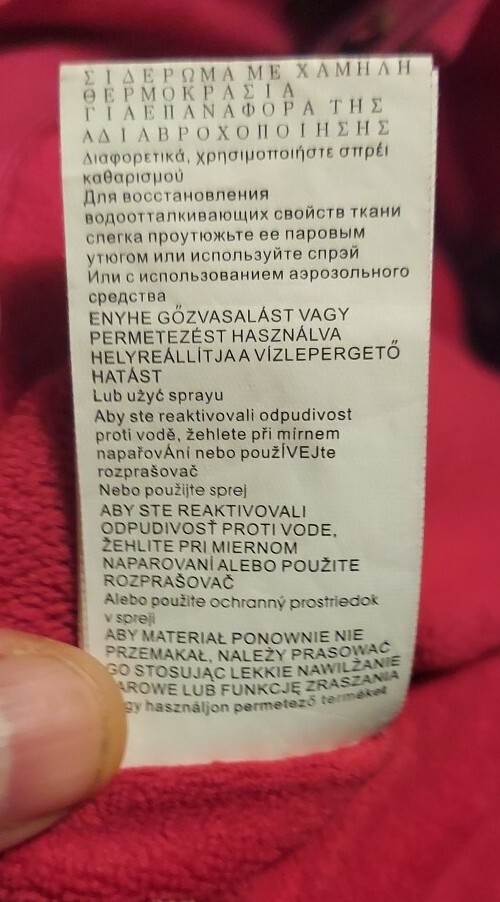 ΣΙΔΕΡΩΜΑ ΜΕ ΧΑΜΗΛΗ
ΘΕΡΜΟΚΡΑΣΙΑ
ΓΙΑΕΠΑΝΑΦΟΡΑ ΤΗΣ
ΑΔΙΑΒΡΟΧΟΠΟΙΗΣΗΣ
Διαφορετικά, χρησιμοποιήστε σπρέι
καθαρισμού
Для восстановления
водоотталкивающих свойств ткани
слегка проутюжьте ее паровым
утюгом или используйте спрэй
Или с использованием аэрозольного
средства
ENYHE GŐZVASALÁST VAGY
PERMETEZÉST HASZNÁLVA
HELYREÁLLÍTJA A VÍZLEPERGETŐ
HATÁST
Lub użyć sprayu
Aby ste reaktivovali odpudivost
proti vodě, žehlete při mírnem
napařovÁní nebo použÍVEJte
rozprašovač
Nebo použijte sprej
ABY STE REAKTIVOVALI
ODPUDIVOSŤ PROTI VODE,
ŽEHLITE PRI MIERNOM
NAPAROVANÍ ALEBO POUŽITE
ROZPRAŠOVAČ
Alebo použite ochranný prostriedok
v spreji
ABY MATERIAŁ PONOWNIE NIE
PRZEMAKAŁ, NALEŻY PRASOWAĆ
GO STOSUJĄC LEKKIE NAWILŻANIE
AROWE LUB FUNKCJĘ ZRASZANIA
gy használjon permetező terméket